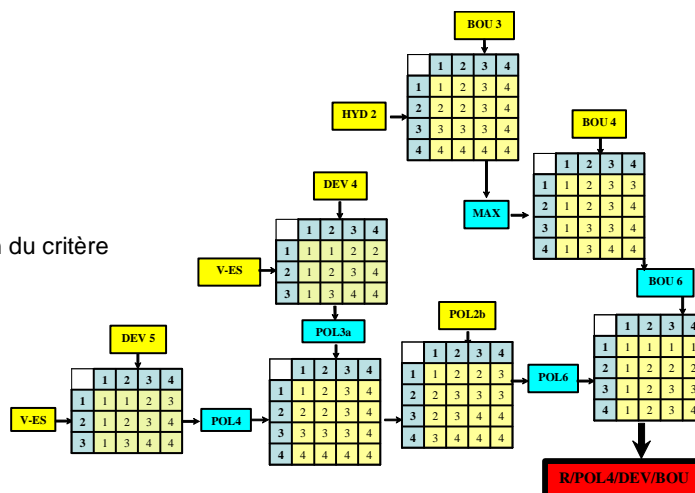 BOU 3
1 2 3 4
1 1 2 3 4
2 2 2 3 4
3 3 3 3 4
4 4 4 4 4
HYD 2
MAX
BOU 4
1 2 3 4
1 1 2 3 3
2 1 2 3 4
3 1 3 3 4
4 1 3 4 4
n du critère
DEV 4
1 2 3 4
1 1 1 2 2
2 1 2 3 4
3 1 3 4 4
V-ES
POL3a
DEV 5
1 2 3 4
1 1 1 2 3
2 1 2 3 4
3 1 3 4 4
V-ES
POL4
1 2 3 4
1 1 2 3 4
2 2 2 3 4
3 3 3 3 4
4 4 4 4 4
POL2b
1 2 3 4
1 1 2 2 3
2 2 3 3 3
3 2 3 4 4
4 3 4 4 4
POL6
BOU 6
1 2 3 4
1 1 1 1 1
2 1 2 2 2
3 1 2 3 3
4 1 2 3 4
R/POL4/DEV/BOU